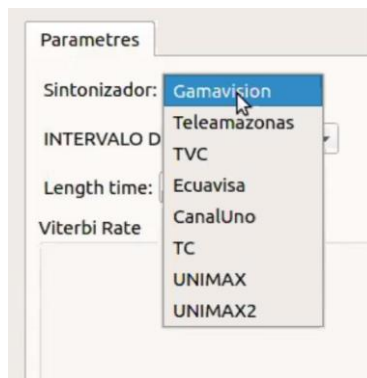 Parametres
Sintonizador: Gamavision
Teleamazonas
INTERVALO D
TVC
Length time: Ecuavisa
CanalUno
Viterbi Rate
TC
UNIMAX
UNIMAX2